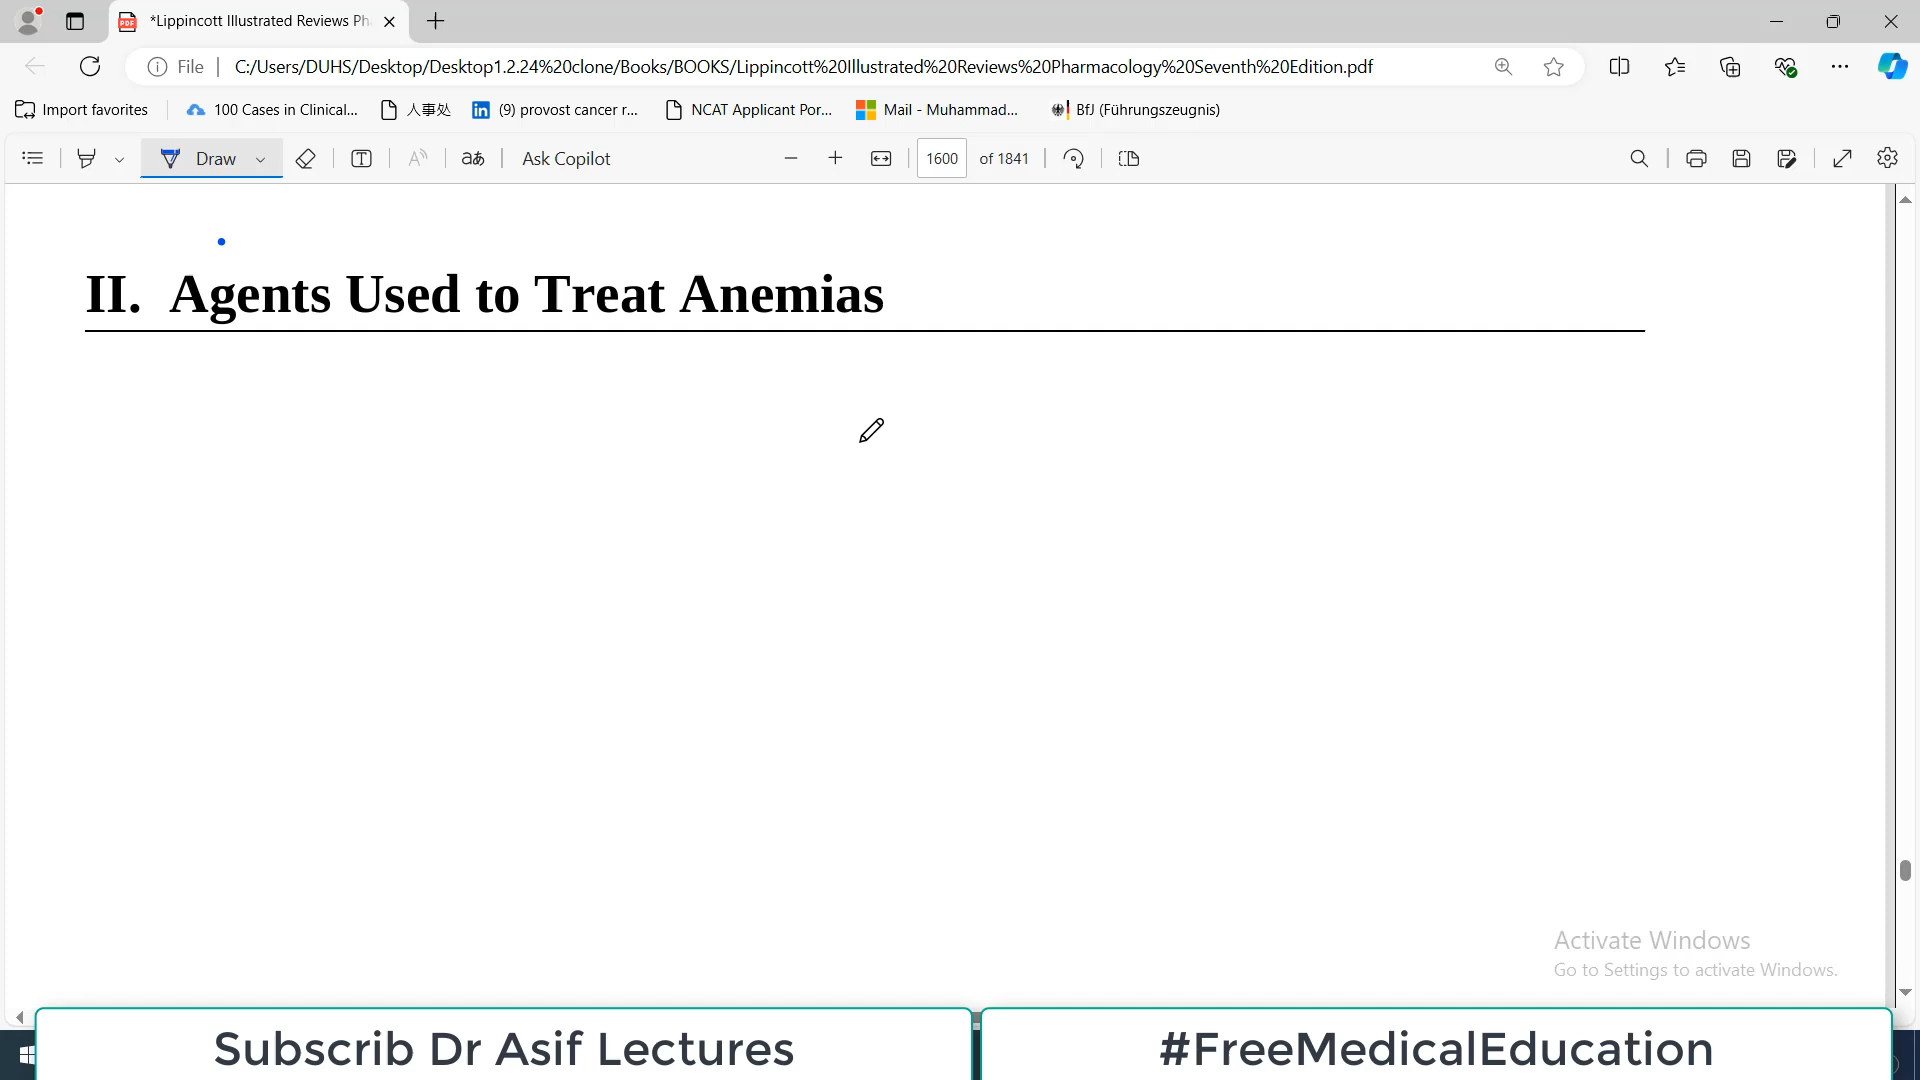 *Lippincott Illustrated Reviews Ph
File
C:/Users/DUHS/Desktop/Desktop1.2.24%20clone/Books/BOOKS/Lippincott%20Illustrated%20Reviews%20Pharmacology%20Seventh%20Edition.pdf
Import favorites
100 Cases in Clinical...
人事处
(9) provost cancer r...
NCAT Applicant Por...
Mail - Muhammad...
BfJ (Führungszeugnis)
Draw
aあ
Ask Copilot
1600 of 1841
II. Agents Used to Treat Anemias
Activate Windows
Go to Settings to activate Windows.
Subscrib Dr Asif Lectures
#FreeMedicalEducation